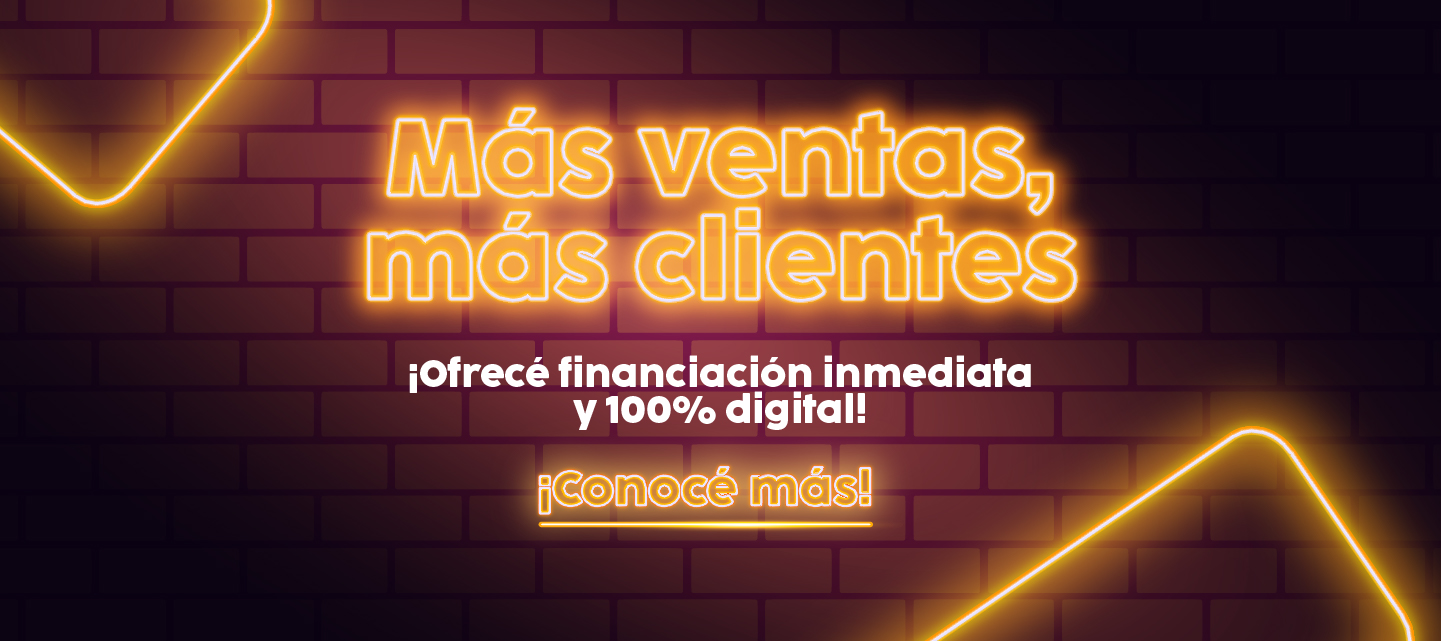 Más ventas,
más clientes
¡Ofrecé financiación inmediata
y 100% digital!
¡Conocé más!